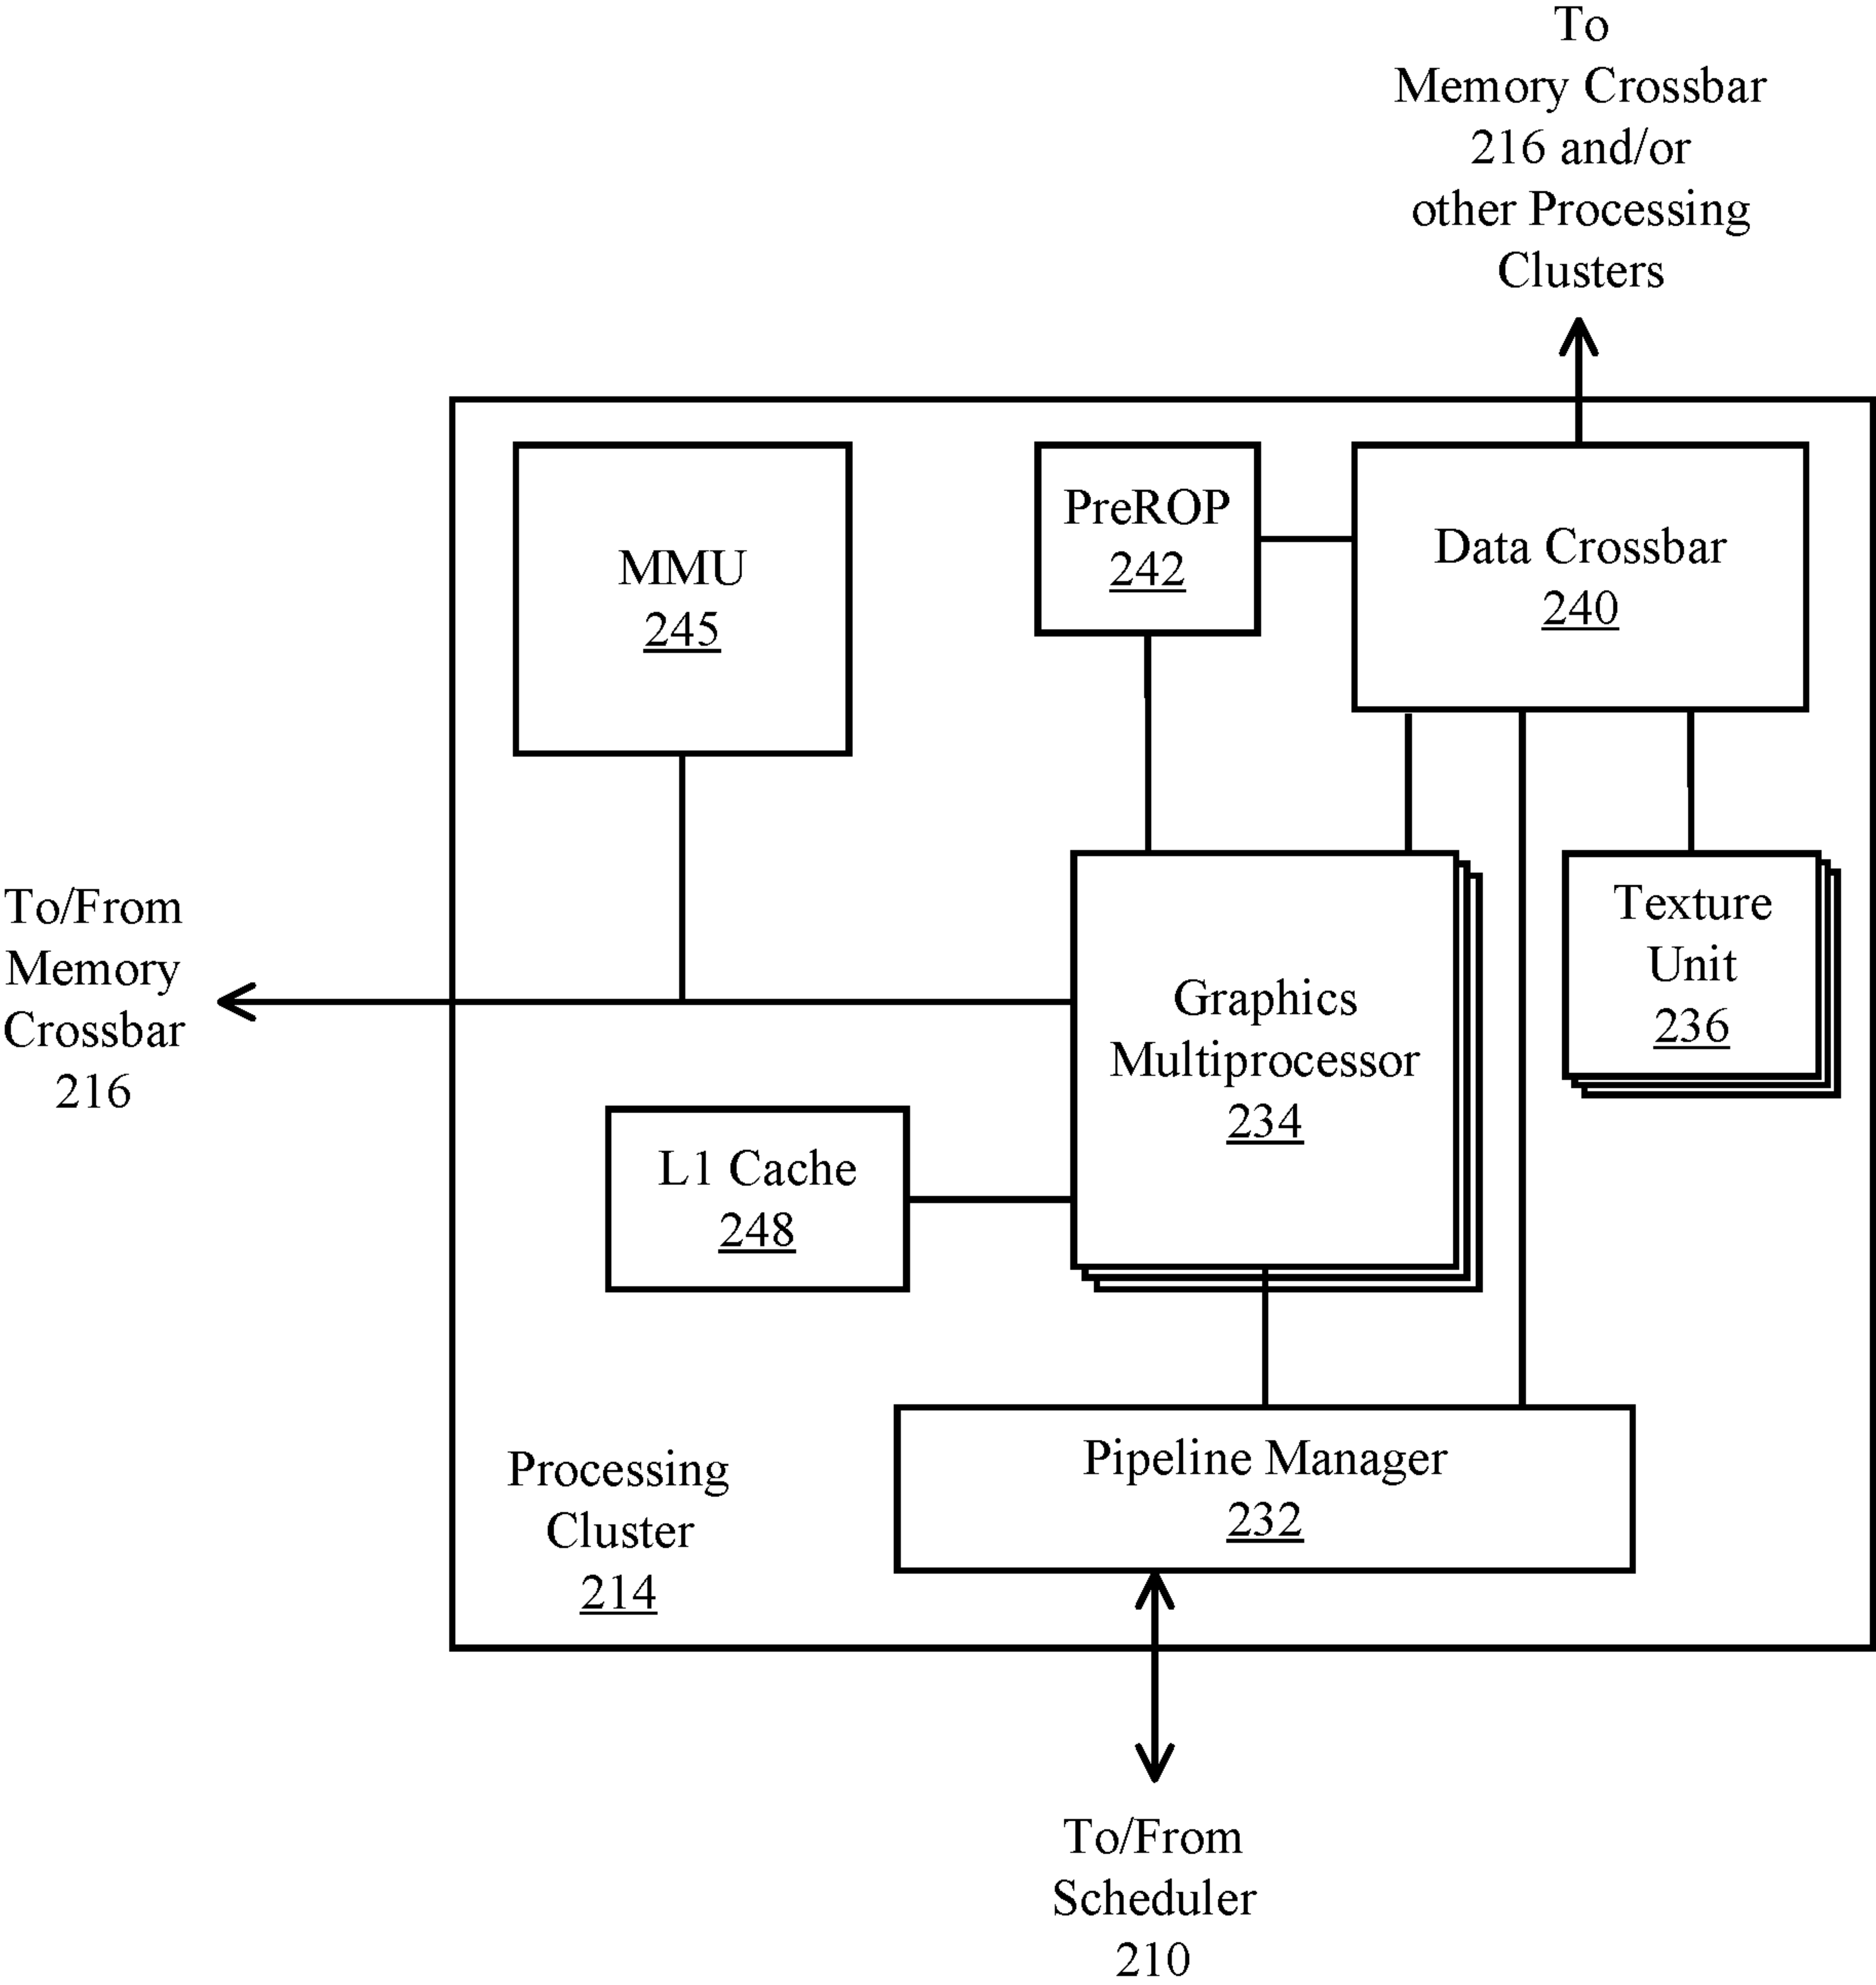 To
Memory Crossbar
216 and/or
other Processing
Clusters
MMU
245
PreROP
242
Data Crossbar
240
To/From
Memory
Crossbar
216
Graphics
Multiprocessor
234
Texture
Unit
236
L1 Cache
248
Processing
Cluster
214
Pipeline Manager
232
To/From
Scheduler
210